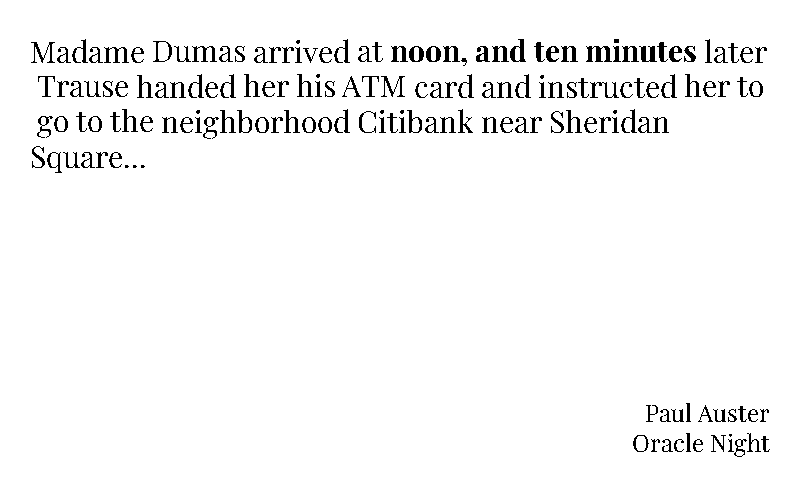 Madame Dumas arrived at noon, and ten minutes later
Trause handed her his ATM card and instructed her to
go to the neighborhood Citibank near Sheridan
Square...
Paul Auster
Oracle Night